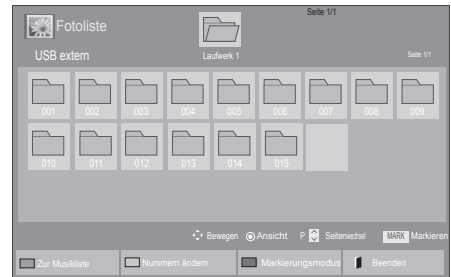 Seite 1/1
Fotoliste
USB extern
Laufwerk 1
Seite 1/1
001 002 003 004 005 006 007 008 009
010 011 012 013 014 015
Bewegen Ansicht P Seitenwechsel MARK Markieren
Zur Musikliste Nummern ändern Markierungsmodus Beenden